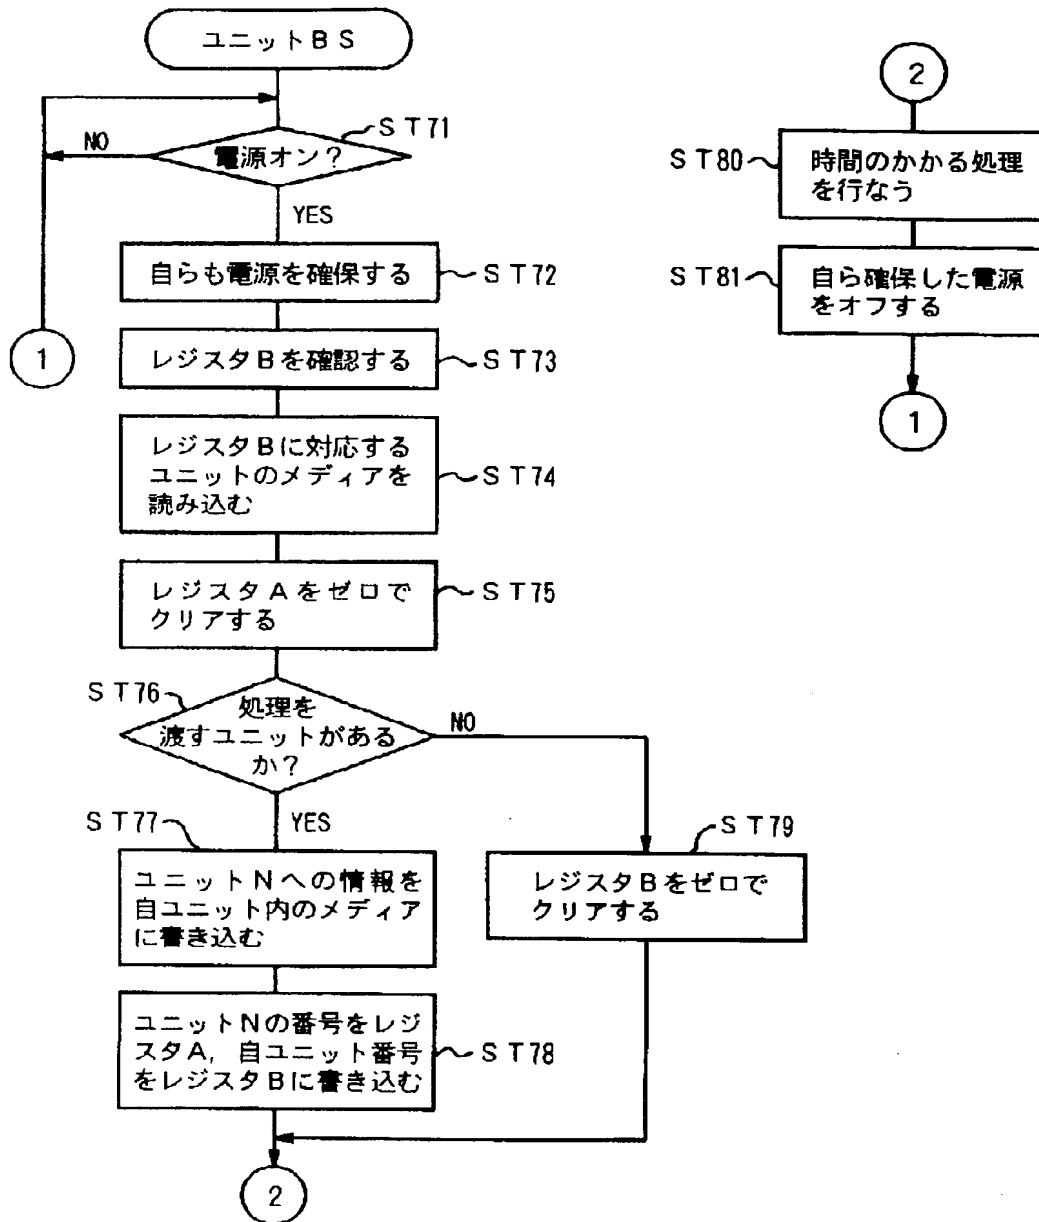 ユニットBS
NO
電源オン?
ST71
YES
自らも電源を確保する
ST72
1
レジスタBを確認する
ST73
レジスタBに対応する
ユニットのメディアを
読み込む
ST74
レジスタAをゼロで
クリアする
ST75
ST76
処理を
渡すユニットがある
か?
NO
YES
ST77
ユニットNへの情報を
自ユニット内のメディア
に書き込む
ST79
レジスタBをゼロで
クリアする
ユニットNの番号をレジ
スタA,自ユニット番号
をレジスタBに書き込む
ST78
2
2
ST80
時間のかかる処理
を行なう
ST81
自ら確保した電源
をオフする
1